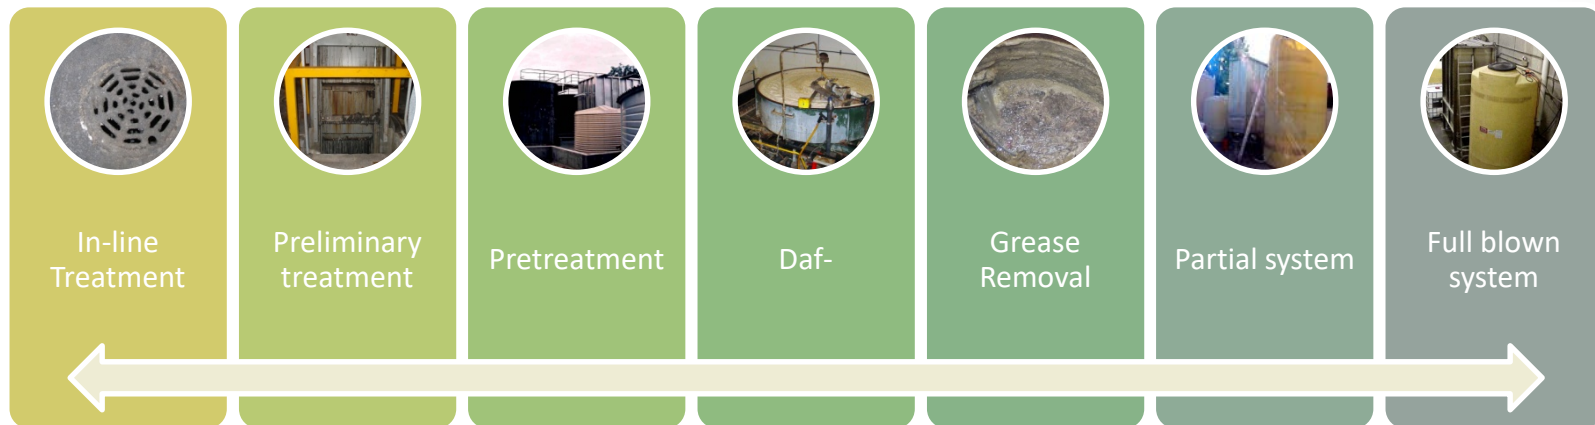 In-line
Treatment
Preliminary
treatment
Pretreatment
Daf-
Grease
Removal
Partial system
Full blown
system